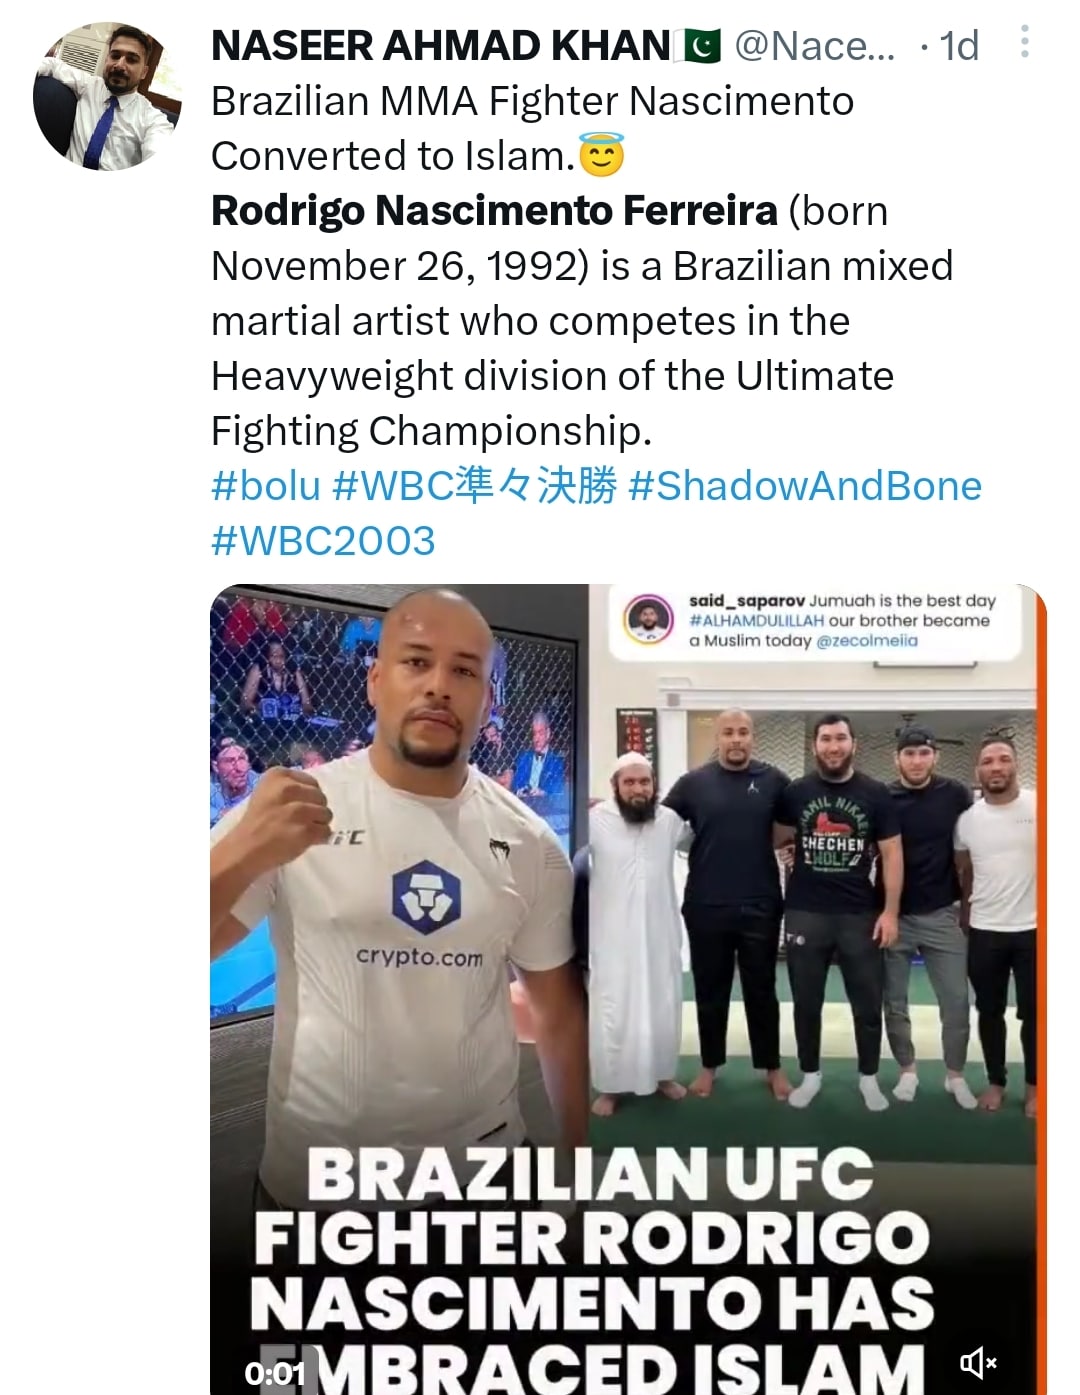 NASEER AHMAD KHAN🇵🇰 @Nace... · 1d
Brazilian MMA Fighter Nascimento
Converted to Islam.😇
Rodrigo Nascimento Ferreira (born
November 26, 1992) is a Brazilian mixed
martial artist who competes in the
Heavyweight division of the Ultimate
Fighting Championship.
#bolu #WBC準々決勝 #ShadowAndBone
#WBC2003
said_saparov Jumuah is the best day
#ALHAMDULILLAH our brother became
a Muslim today @zecolmeiia
crypto.com
CHECHEN
WOLF
BRAZILIAN UFC
FIGHTER RODRIGO
NASCIMENTO HAS
EMBRACED ISLAM
0:01